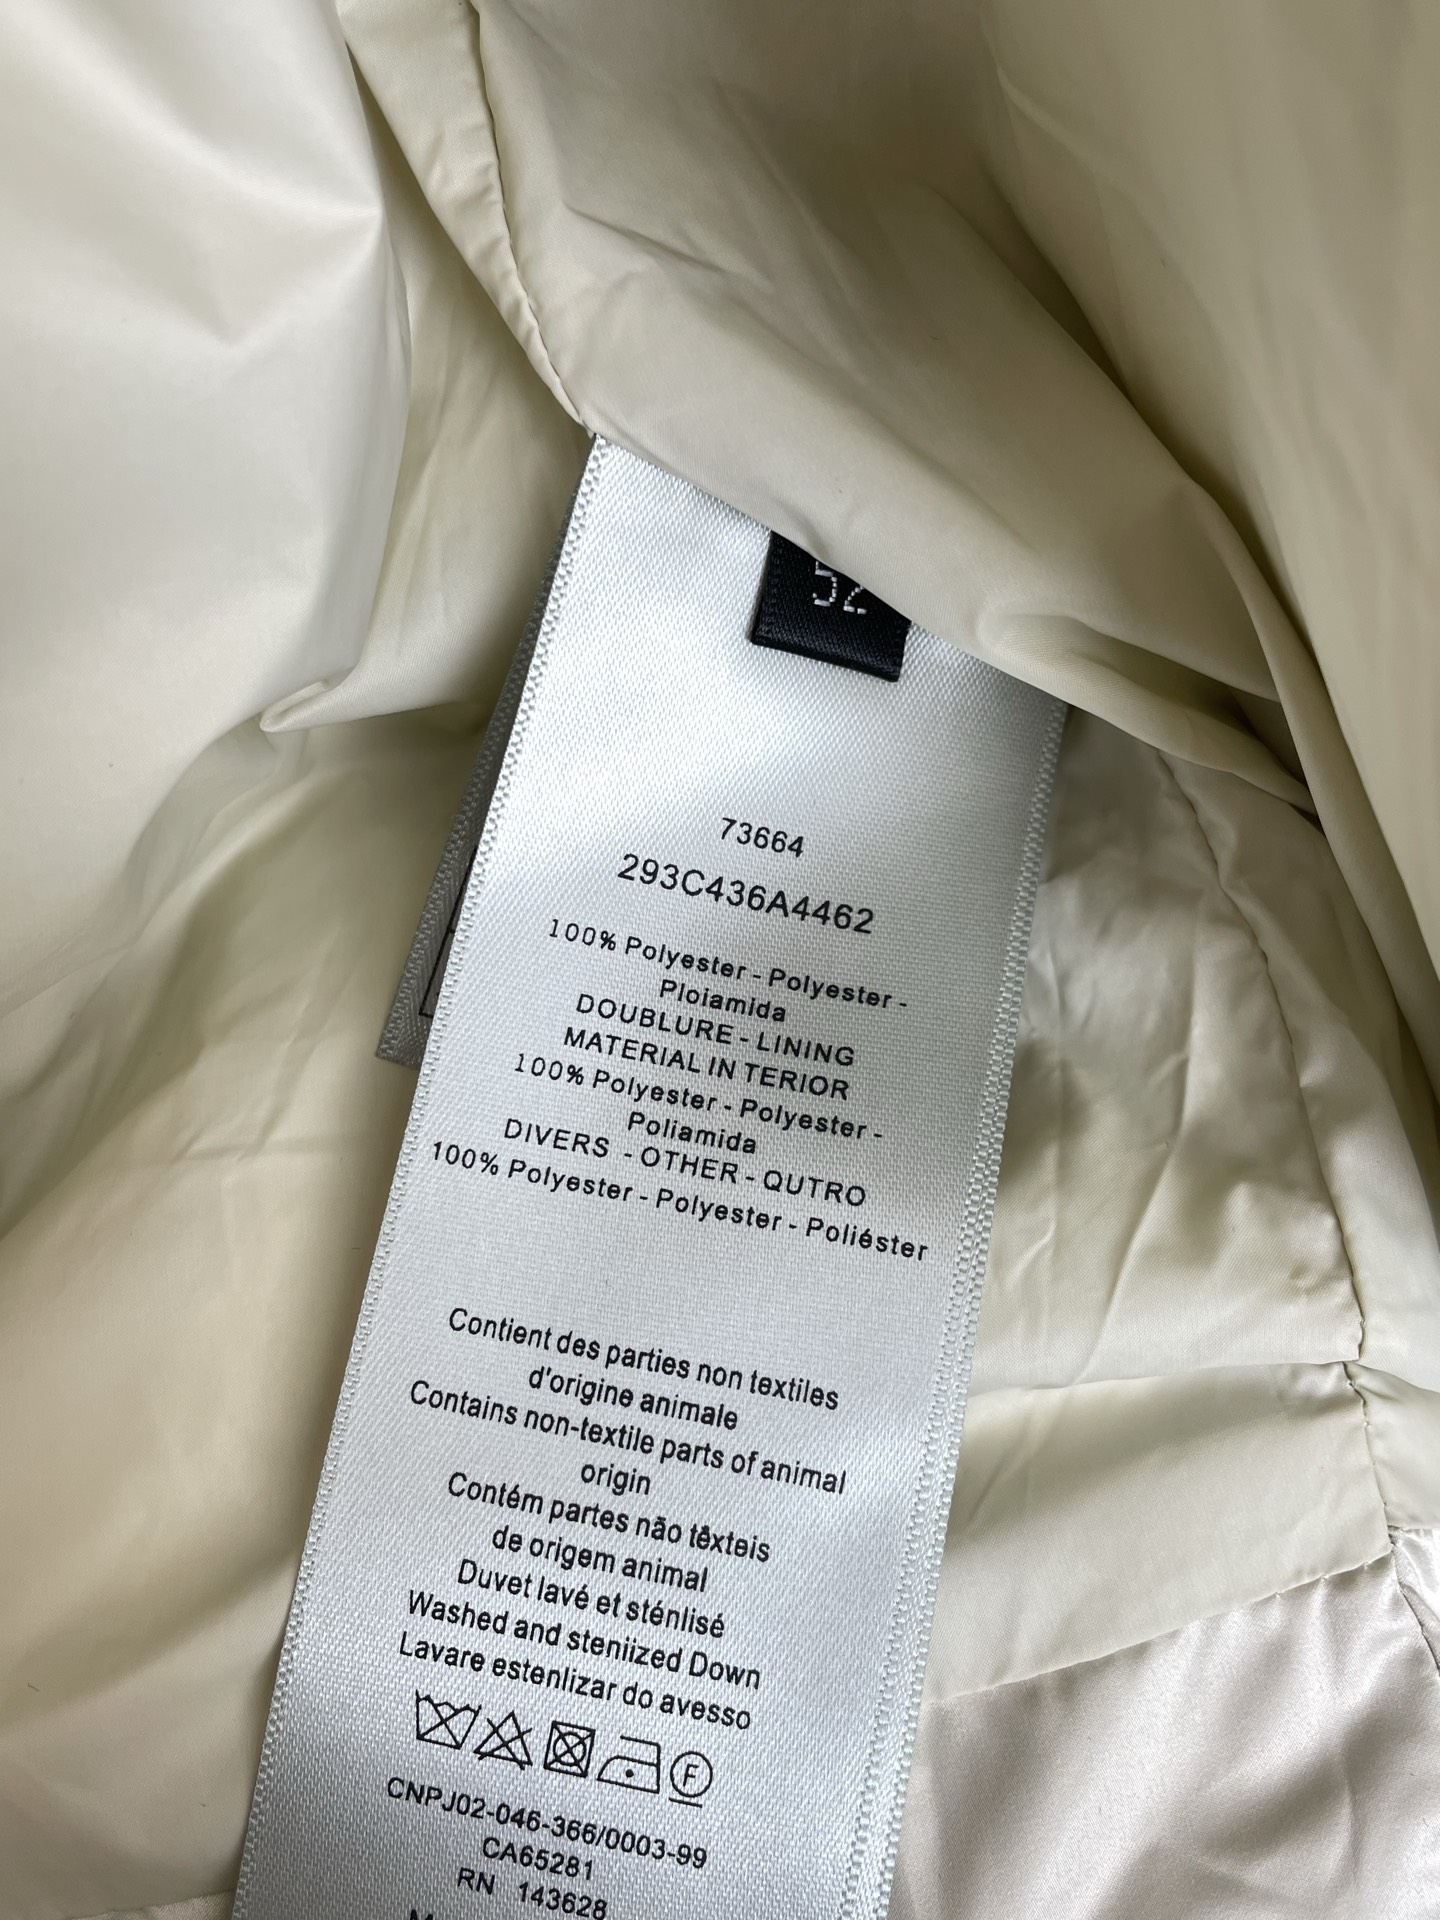 52
73664
293C436A4462
100% Polyester - Polyester -
Ploiamida
DOUBLURE - LINING
MATERIAL IN TERIOR
100% Polyester - Polyester -
Poliamida
DIVERS - OTHER - QUTRO
100% Polyester - Polyester - Poliéster
Contient des parties non textiles
d'origine animale
Contains non-textile parts of animal
origin
Contém partes não têxteis
de origem animal
Duvet lavé et sténlisé
Washed and steniized Down
Lavare estenlizar do avesso
F
CNPJ02-046-366/0003-99
CA65281
RN 143628